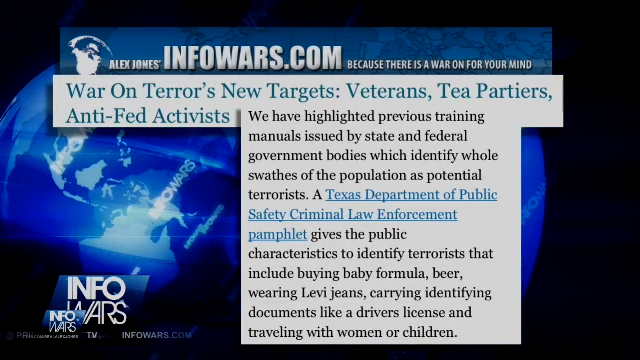 ALEX JONES' INFOWARS.COM BECAUSE THERE IS A WAR ON FOR YOUR MIND
War On Terror's New Targets: Veterans, Tea Partiers,
Anti-Fed Activists
We have highlighted previous training
manuals issued by state and federal
government bodies which identify whole
swathes of the population as potential
terrorists. A Texas Department of Public
Safety Criminal Law Enforcement
pamphlet gives the public
characteristics to identify terrorists that
include buying baby formula, beer,
wearing Levi jeans, carrying identifying
documents like a drivers license and
traveling with women or children.
INFOWARS
INFO
WARS
INFO
WARS
TV INFOWARS.COM